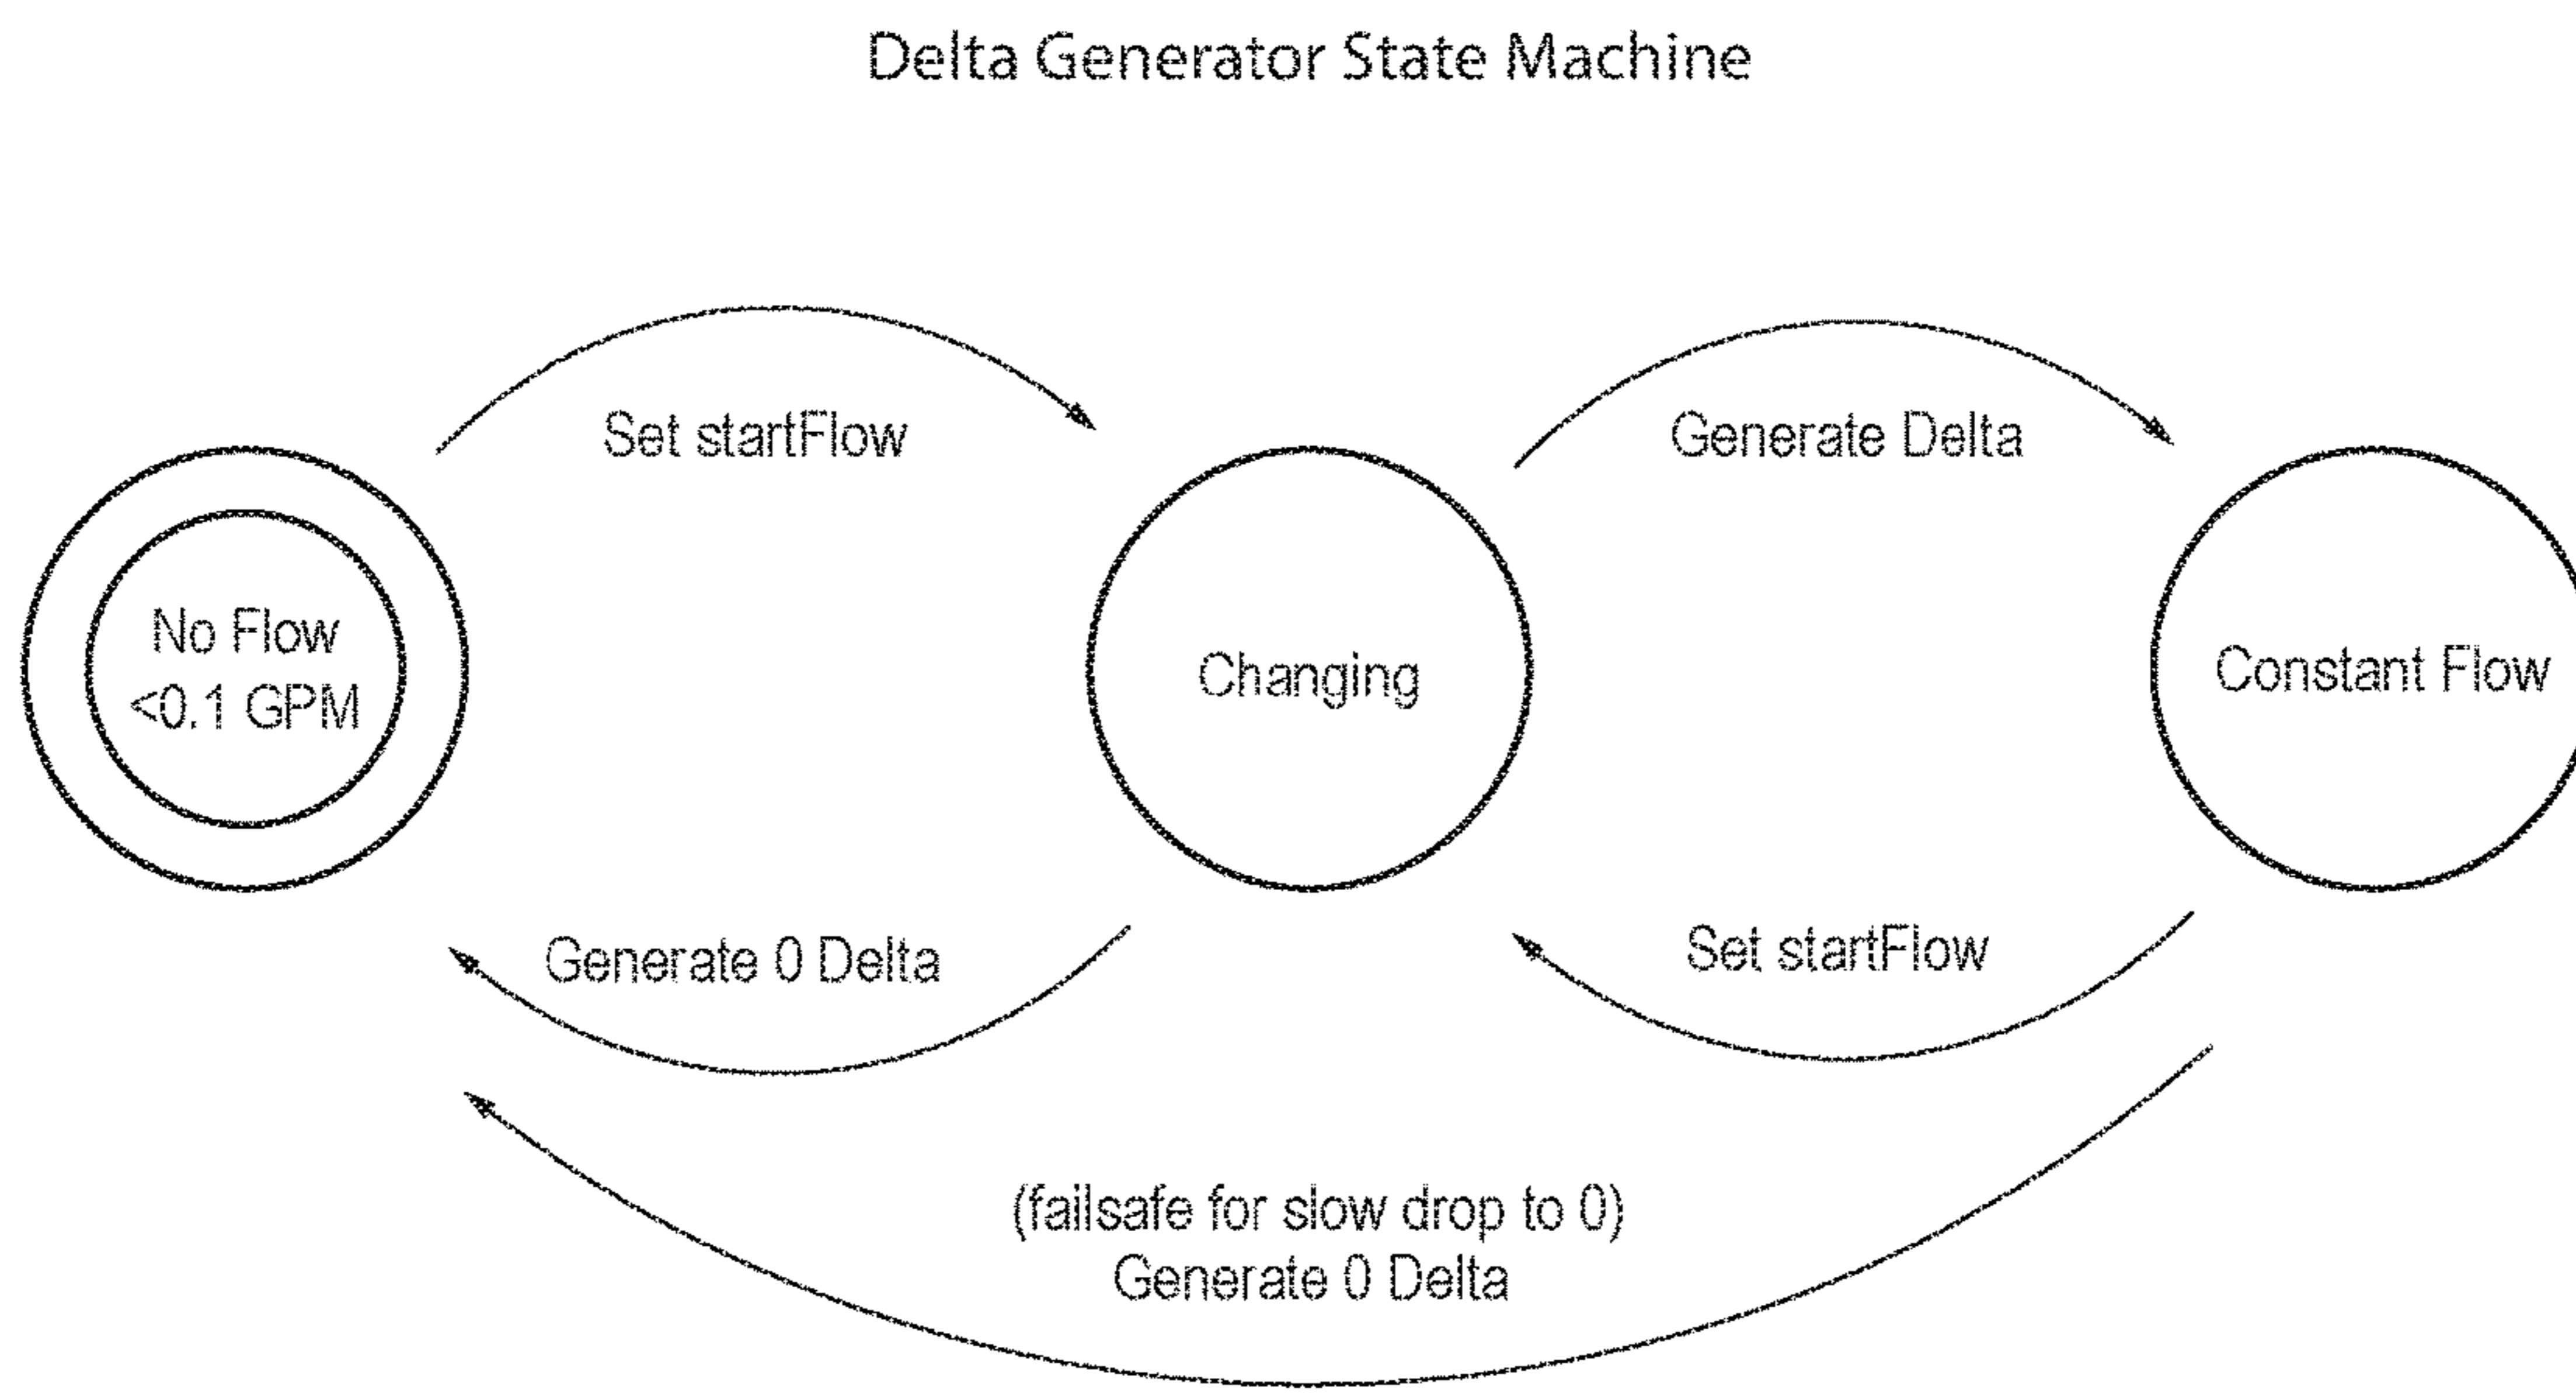 Delta Generator State Machine
Set startFlow
Generate Delta
No Flow
<0.1 GPM
Changing
Constant Flow
Generate 0 Delta
Set startFlow
(failsafe for slow drop to 0)
Generate 0 Delta